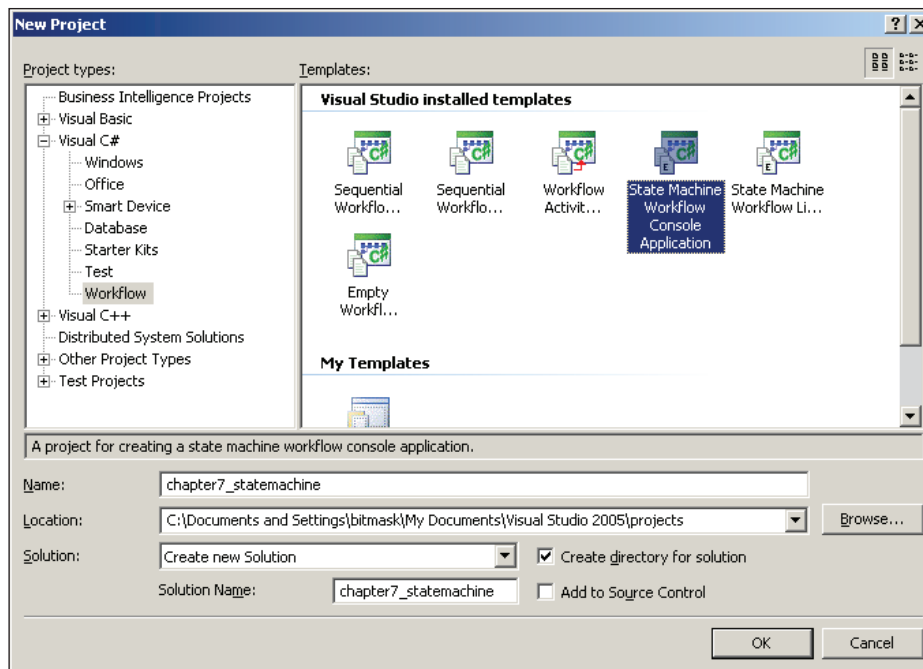 New Project
Project types:
Templates:
Business Intelligence Projects
Visual Basic
Visual C#
Windows
Office
Smart Device
Database
Starter Kits
Test
Workflow
Visual C++
Distributed System Solutions
Other Project Types
Test Projects
Visual Studio installed templates
Sequential
Workflo...
Sequential
Workflo...
Workflow
Activit...
State Machine
Workflow
Console
Application
State Machine
Workflow Li...
Empty
Workfl...
My Templates
A project for creating a state machine workflow console application.
Name:
chapter7_statemachine
Location:
C:\Documents and Settings\bitmask\My Documents\Visual Studio 2005\projects
Browse...
Solution:
Create new Solution
Create directory for solution
Solution Name:
chapter7_statemachine
Add to Source Control
OK
Cancel